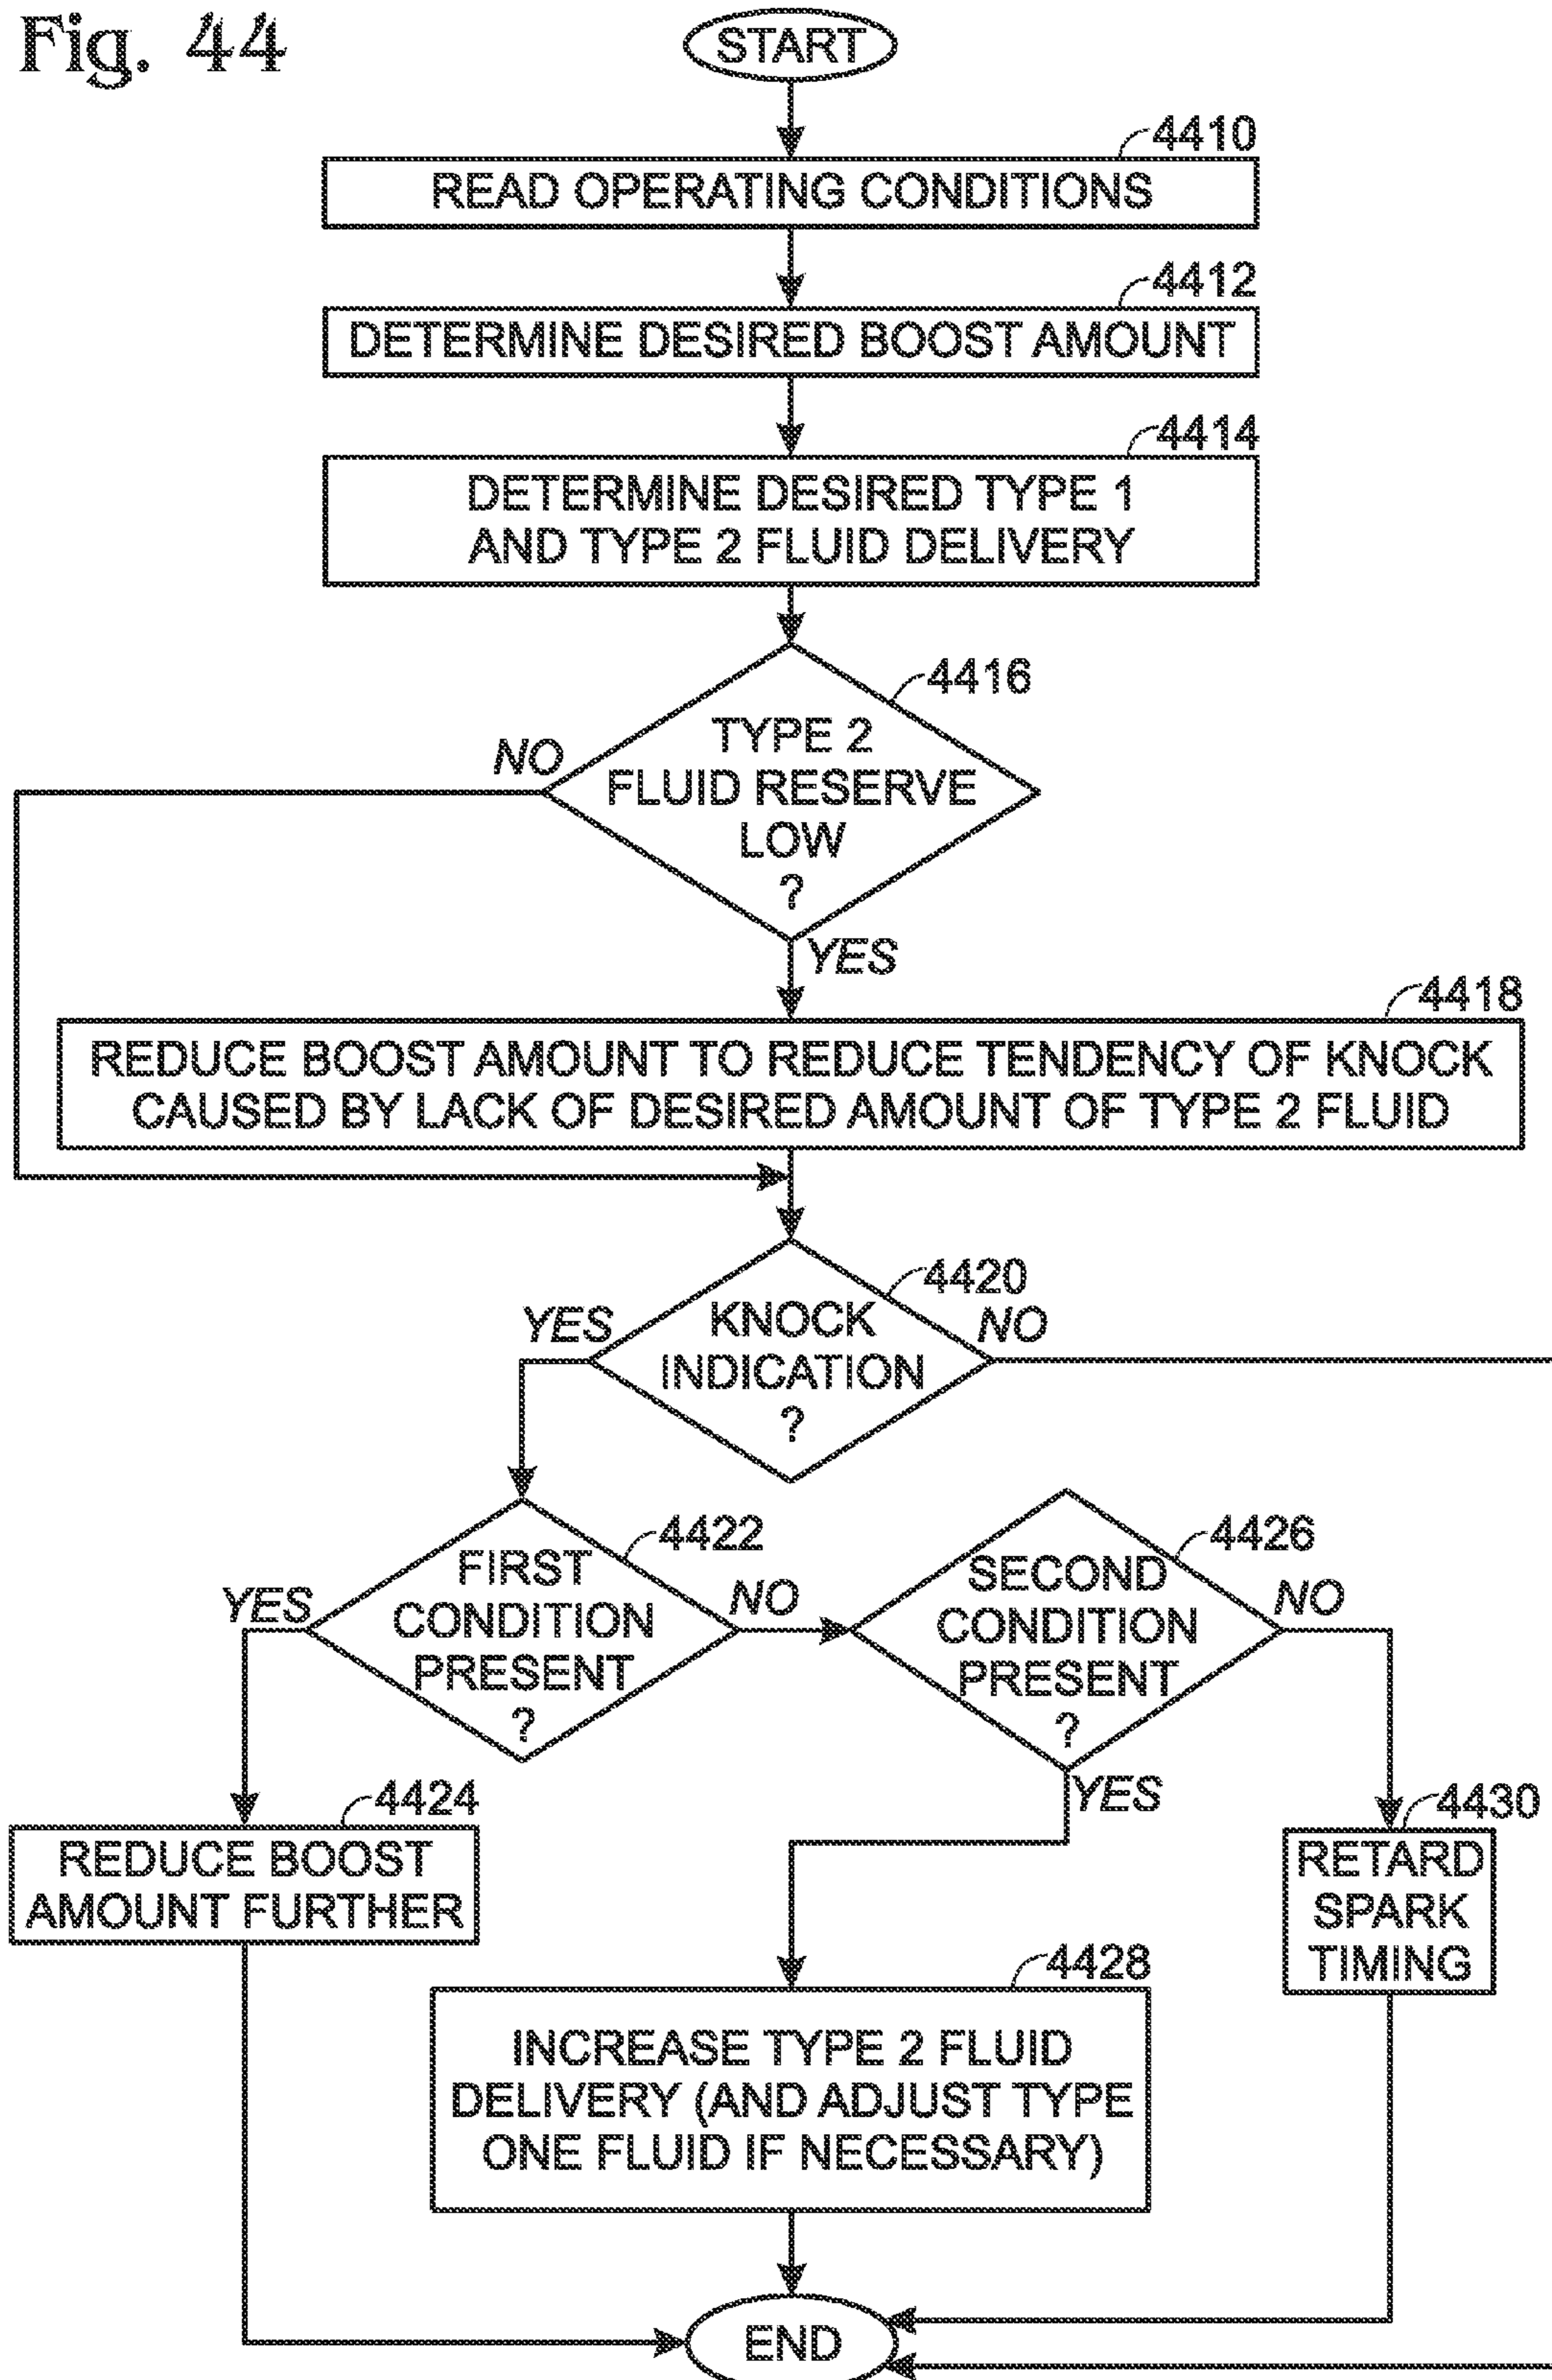 Fig. 44
START
4410
READ OPERATING CONDITIONS
4412
DETERMINE DESIRED BOOST AMOUNT
4414
DETERMINE DESIRED TYPE 1
AND TYPE 2 FLUID DELIVERY
4416
TYPE 2
FLUID RESERVE
LOW
?
NO
YES
4418
REDUCE BOOST AMOUNT TO REDUCE TENDENCY OF KNOCK
CAUSED BY LACK OF DESIRED AMOUNT OF TYPE 2 FLUID
4420
KNOCK
INDICATION
?
YES
NO
4422
FIRST
CONDITION
PRESENT
?
YES
NO
4426
SECOND
CONDITION
PRESENT
?
NO
YES
4424
REDUCE BOOST
AMOUNT FURTHER
4430
RETARD
SPARK
TIMING
4428
INCREASE TYPE 2 FLUID
DELIVERY (AND ADJUST TYPE
ONE FLUID IF NECESSARY)
END